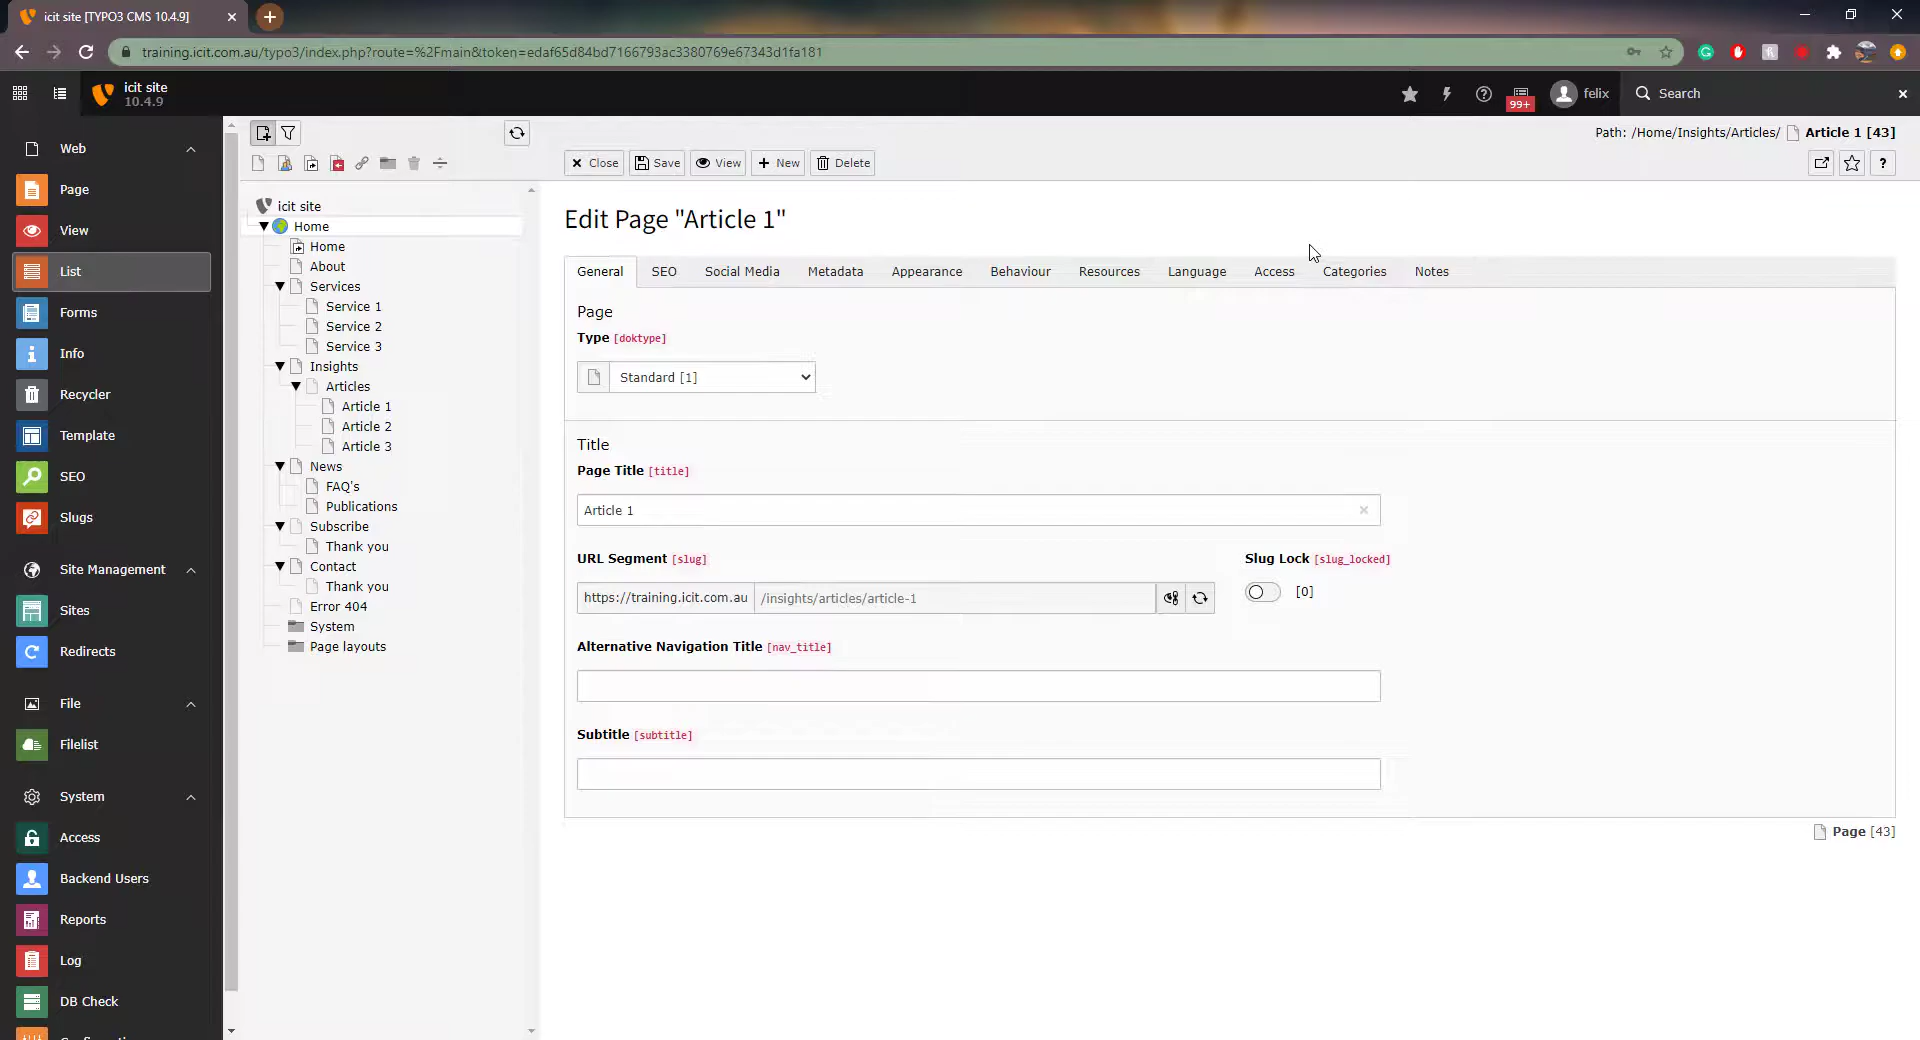 icit site [TYPO3 CMS 10.4.9]
training.icit.com.au/typo3/index.php?route=%2Fmain&token=edaf65d84bd7166793ac3380769e67343d1fa181
icit site
10.4.9
99+
felix
Search
Web
Page
View
List
Forms
Info
Recycler
Template
SEO
Slugs
Site Management
Sites
Redirects
File
Filelist
System
Access
Backend Users
Reports
Log
DB Check
icit site
Home
Home
About
Services
Service 1
Service 2
Service 3
Insights
Articles
Article 1
Article 2
Article 3
News
FAQ's
Publications
Subscribe
Thank you
Contact
Thank you
Error 404
System
Page layouts
Path: /Home/Insights/Articles/ Article 1 [43]
Close Save View New Delete
Edit Page "Article 1"
General SEO Social Media Metadata Appearance Behaviour Resources Language Access Categories Notes
Page
Type [doktype]
Standard [1]
Title
Page Title [title]
Article 1
URL Segment [slug] Slug Lock [slug_locked]
https://training.icit.com.au /insights/articles/article-1 [0]
Alternative Navigation Title [nav_title]
Subtitle [subtitle]
Page [43]